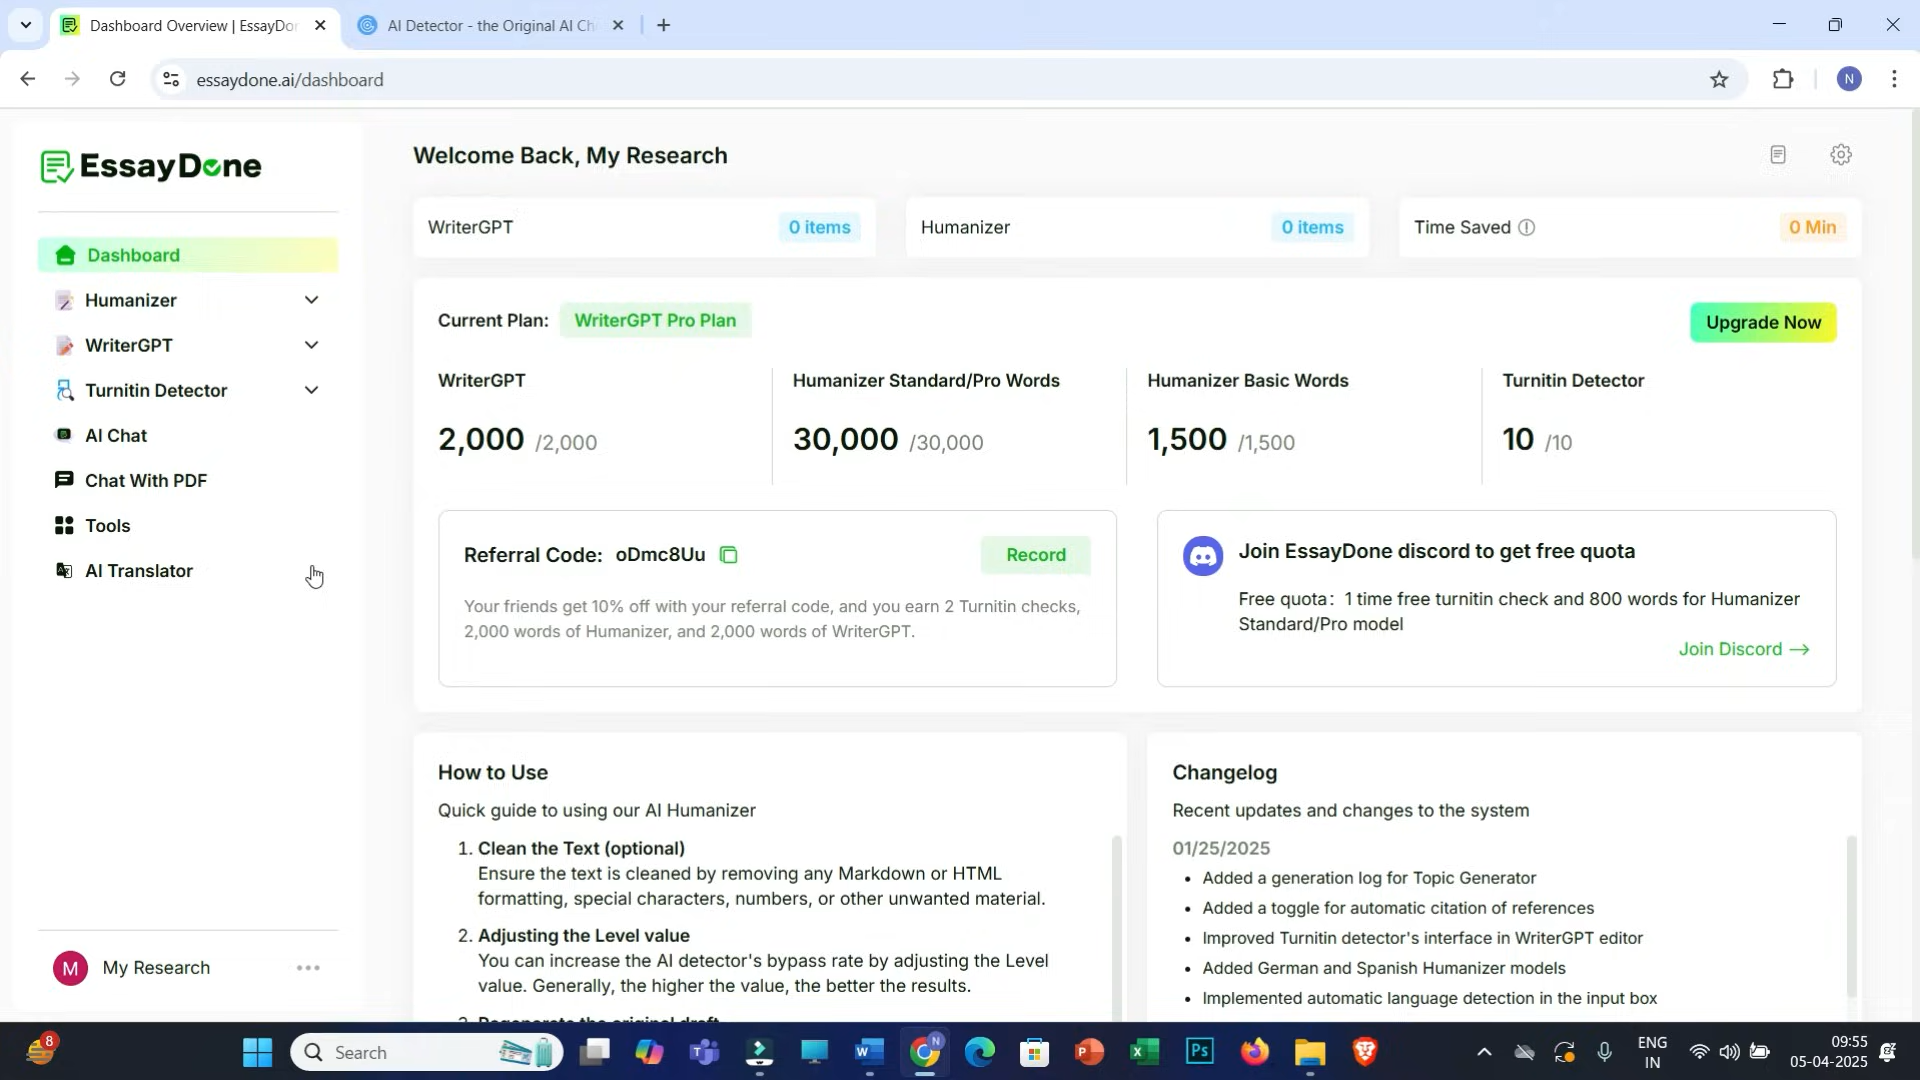 Dashboard Overview | EssayDon
AI Detector - the Original AI Ch
essaydone.ai/dashboard
N
EssayDone
Dashboard
Humanizer
WriterGPT
Turnitin Detector
AI Chat
Chat With PDF
Tools
AI Translator
M
My Research
Welcome Back, My Research
WriterGPT
0 items
Humanizer
0 items
Time Saved
0 Min
Current Plan: WriterGPT Pro Plan
Upgrade Now
WriterGPT
2,000 /2,000
Humanizer Standard/Pro Words
30,000 /30,000
Humanizer Basic Words
1,500 /1,500
Turnitin Detector
10 /10
Referral Code: oDmc8Uu
Record
Your friends get 10% off with your referral code, and you earn 2 Turnitin checks,
2,000 words of Humanizer, and 2,000 words of WriterGPT.
Join EssayDone discord to get free quota
Free quota：1 time free turnitin check and 800 words for Humanizer
Standard/Pro model
Join Discord →
How to Use
Quick guide to using our AI Humanizer
1. Clean the Text (optional)
Ensure the text is cleaned by removing any Markdown or HTML
formatting, special characters, numbers, or other unwanted material.
2. Adjusting the Level value
You can increase the AI detector's bypass rate by adjusting the Level
value. Generally, the higher the value, the better the results.
3. Regenerate the original draft
Changelog
Recent updates and changes to the system
01/25/2025
• Added a generation log for Topic Generator
• Added a toggle for automatic citation of references
• Improved Turnitin detector's interface in WriterGPT editor
• Added German and Spanish Humanizer models
• Implemented automatic language detection in the input box
8
Search
N
ENG
IN
09:55
05-04-2025